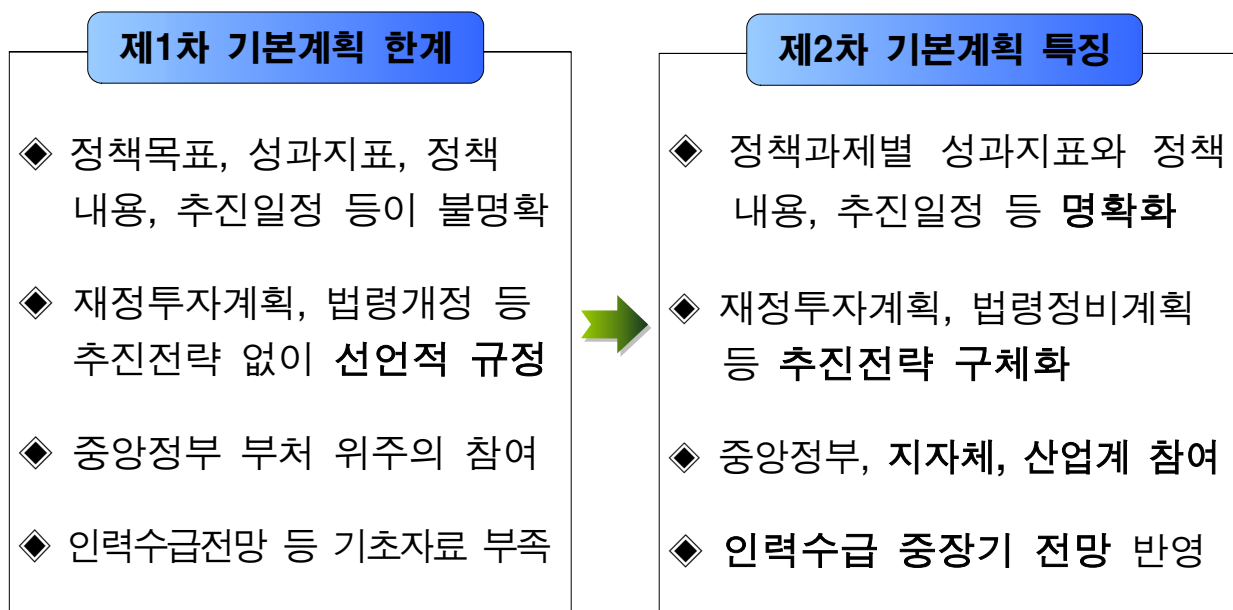 제1차 기본계획 한계
◈ 정책목표, 성과지표, 정책
내용, 추진일정 등이 불명확
◈ 재정투자계획, 법령개정 등
추진전략 없이 선언적 규정
◈ 중앙정부 부처 위주의 참여
◈ 인력수급전망 등 기초자료 부족
제2차 기본계획 특징
◈ 정책과제별 성과지표와 정책
내용, 추진일정 등 명확화
◈ 재정투자계획, 법령정비계획
등 추진전략 구체화
◈ 중앙정부, 지자체, 산업계 참여
◈ 인력수급 중장기 전망 반영